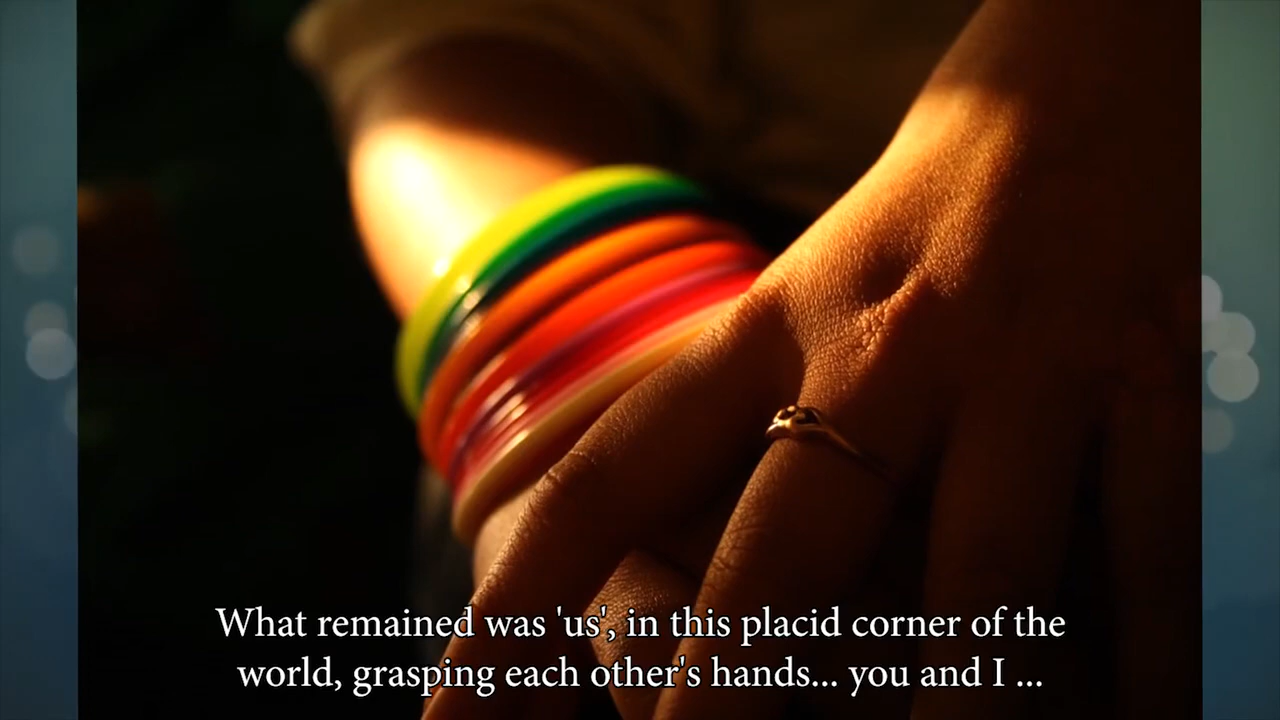 What remained was 'us', in this placid corner of the
world, grasping each other's hands... you and I ...